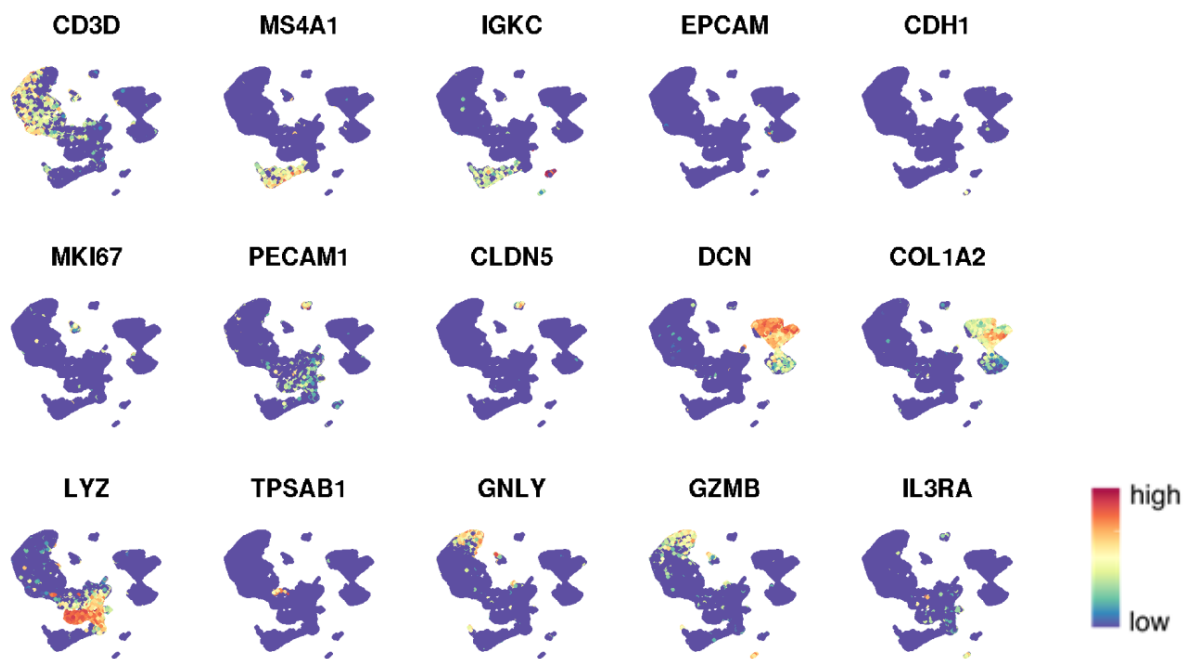 CD3D MS4A1 IGKC EPCAM CDH1
MKI67 PECAM1 CLDN5 DCN COL1A2
LYZ TPSAB1 GNLY GZMB IL3RA
high
low